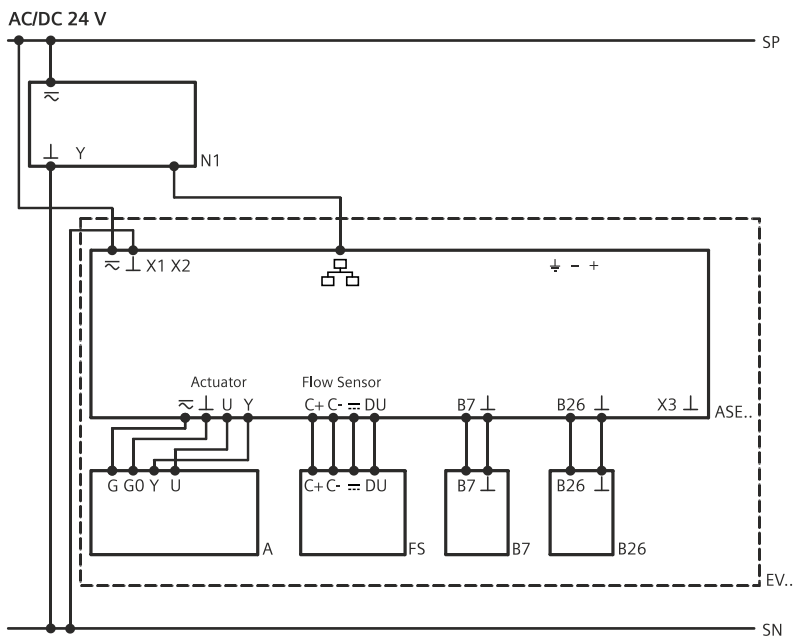 AC/DC 24 V
SP
⏦ 
⊥ Y
N1
⊥ X1 X2
⏚ - +
Actuator
Flow Sensor
⊥ U Y
C+ C- ⎓ DU
B7 ⊥
B26 ⊥
X3 ⊥
ASE..
G G0 Y U
C+ C- ⎓ DU
B7 ⊥
B26 ⊥
A
FS
B7
B26
EV..
SN